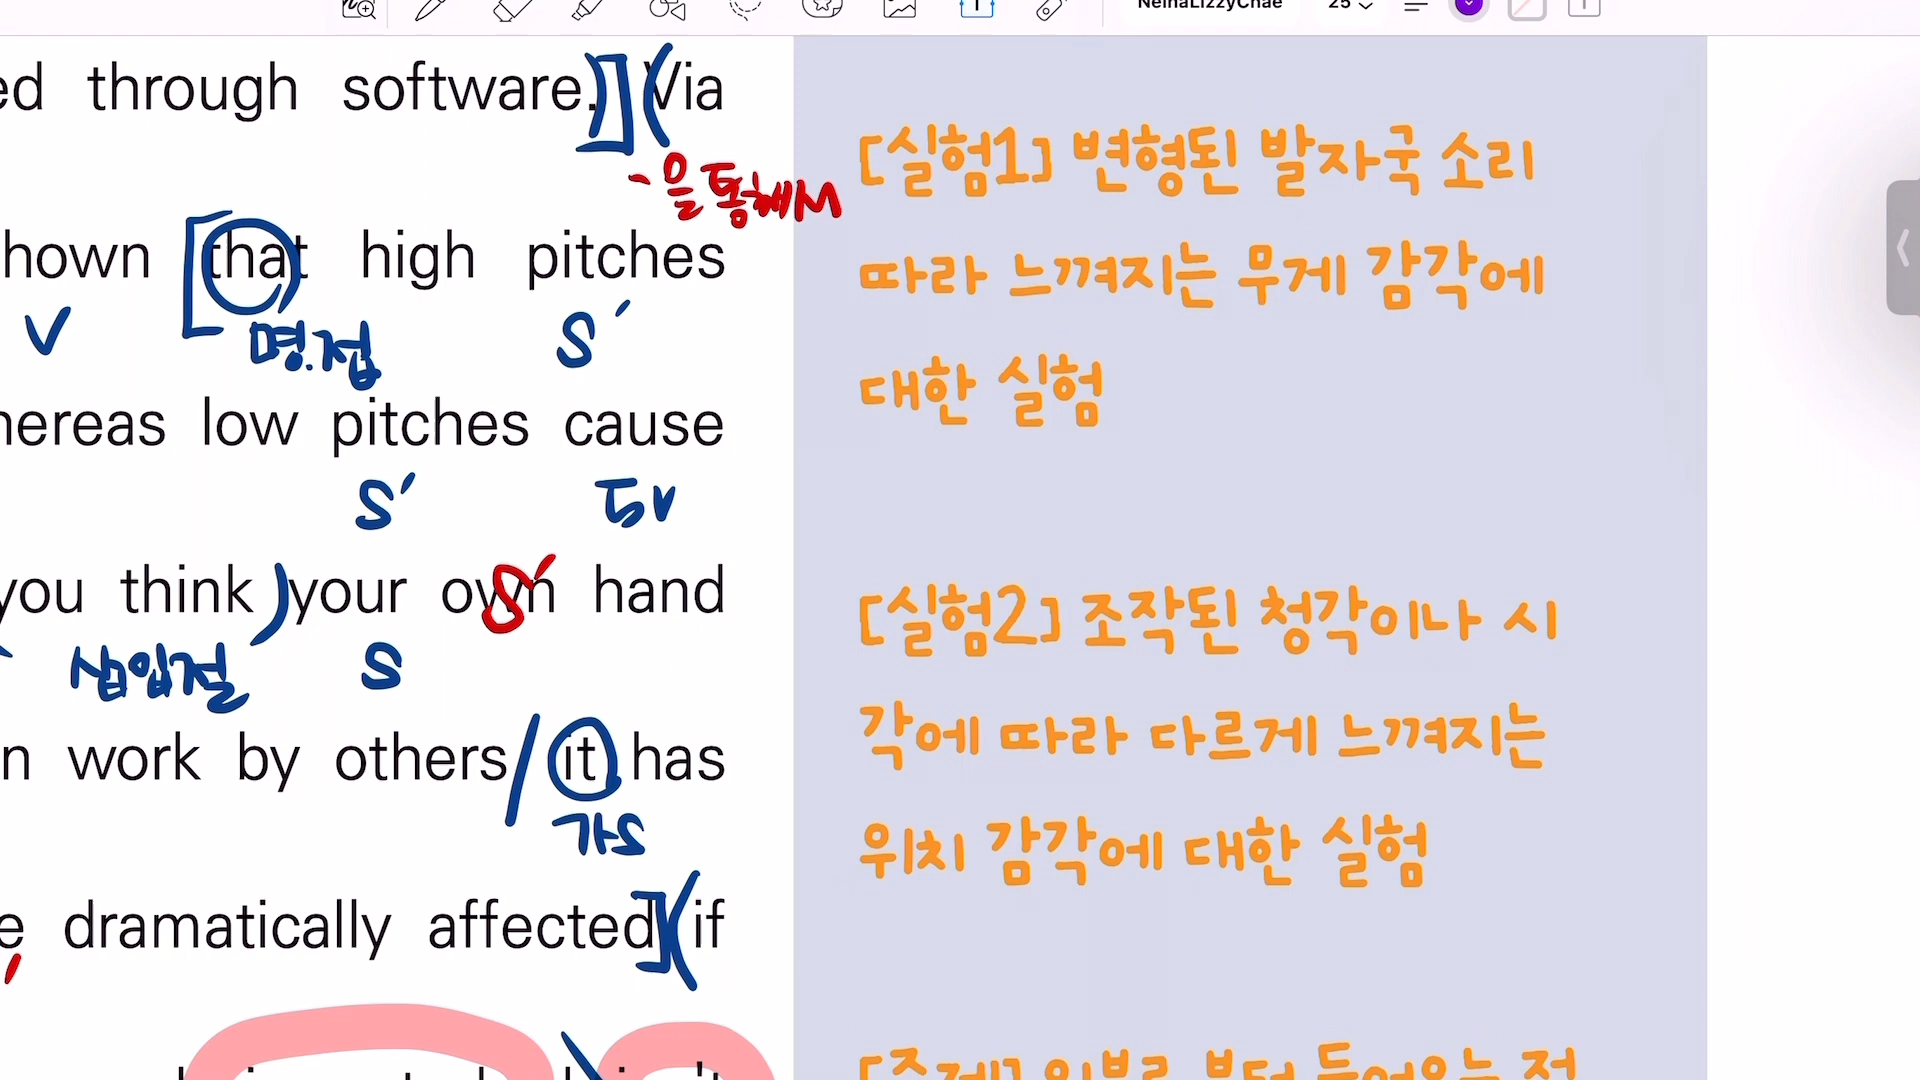 NeinaLizzyChae 25
through software. Via
-을 통해서
that high pitches
V 명.접 S′
low pitches cause
S′ 5V
you think your own hand
S′
삽입절 S
work by others it has
가S
dramatically affected if
[실험1] 변형된 발자국 소리
따라 느껴지는 무게 감각에
대한 실험
[실험2] 조작된 청각이나 시
각에 따라 다르게 느껴지는
위치 감각에 대한 실험